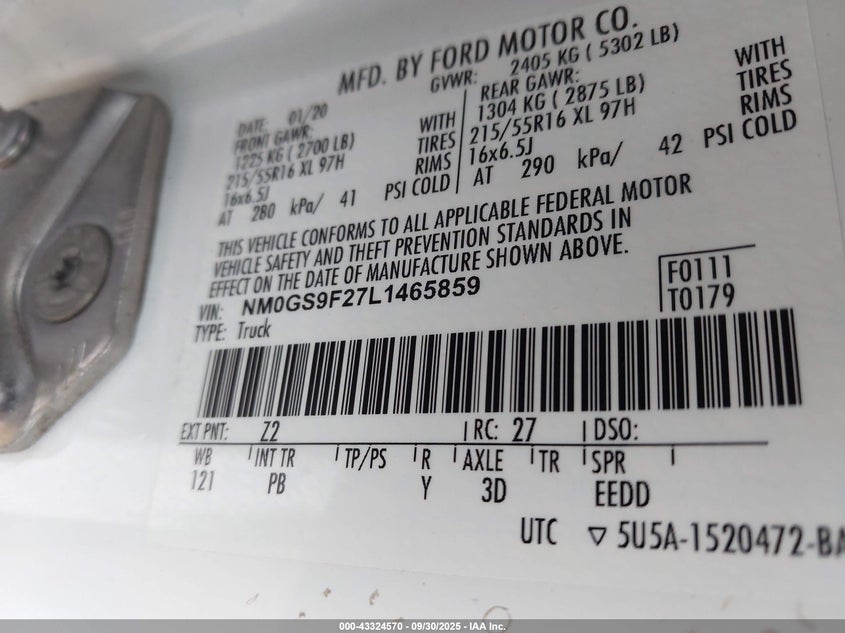 MFD. BY FORD MOTOR CO.
DATE: 01/20
GVWR: 2405 KG ( 5302 LB)
FRONT GAWR:
1225 KG ( 2700 LB)
215/55R16 XL 97H
16x6.5J
AT 280 kPa/ 41
WITH
TIRES
RIMS
PSI COLD
REAR GAWR:
1304 KG ( 2875 LB)
215/55R16 XL 97H
16x6.5J
AT 290 kPa/ 42
WITH
TIRES
RIMS
PSI COLD
THIS VEHICLE CONFORMS TO ALL APPLICABLE FEDERAL MOTOR
VEHICLE SAFETY AND THEFT PREVENTION STANDARDS IN
EFFECT ON THE DATE OF MANUFACTURE SHOWN ABOVE.
VIN: NM0GS9F27L1465859
TYPE: Truck
F0111
T0179
EXT PNT: Z2 RC: 27 DSO:
WB INT TR TP/PS R AXLE TR SPR
121 PB Y 3D EEDD
UTC ▽ 5U5A-1520472-BA
000-43324570 — 09/30/2025 — IAA Inc.